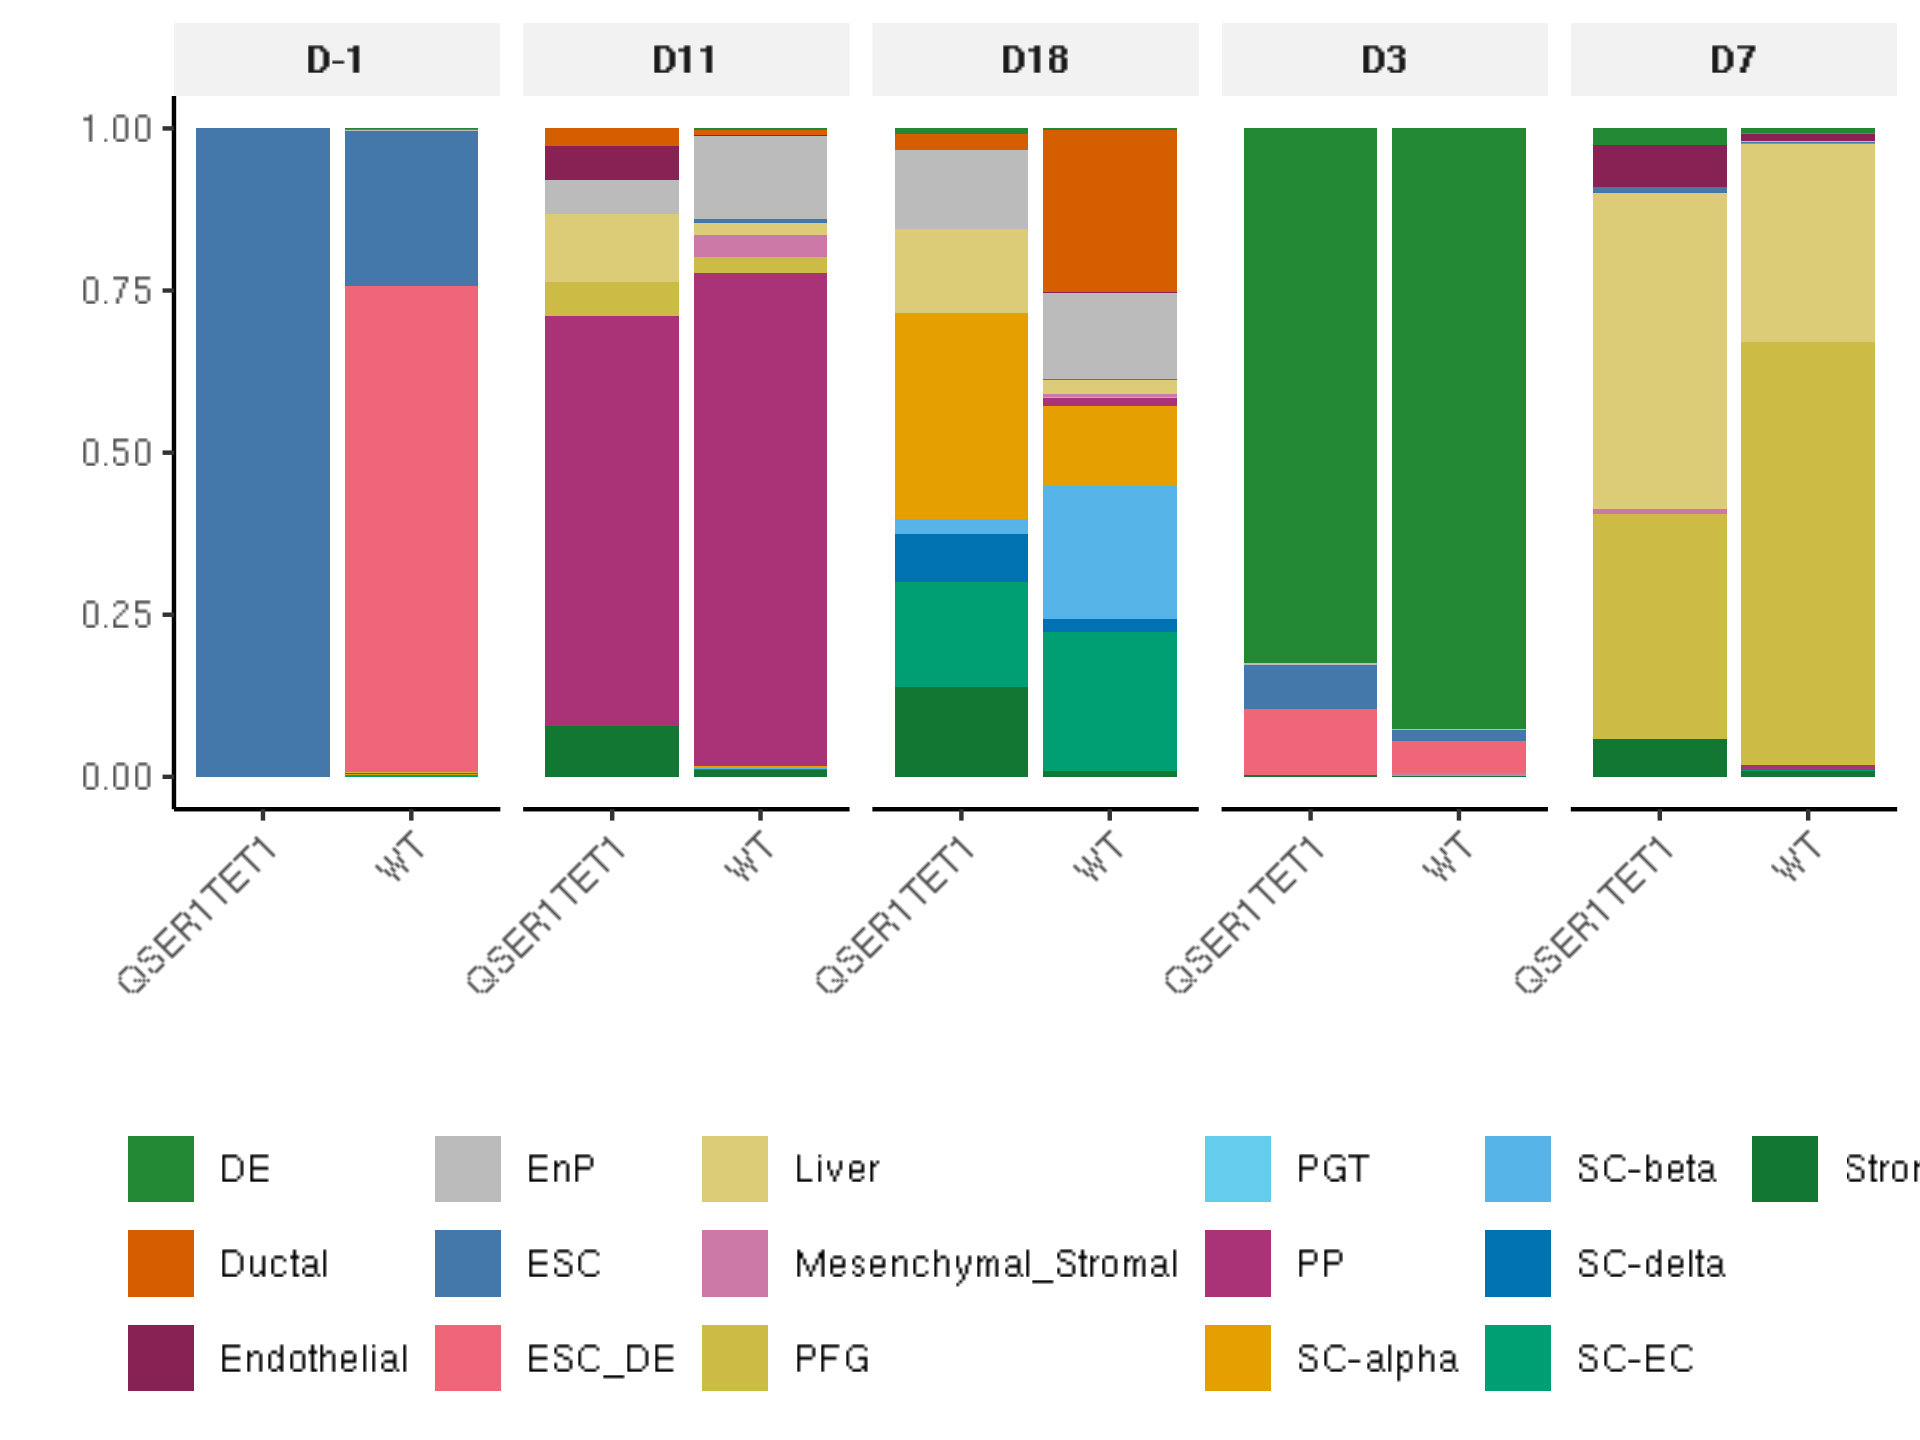 D-1 D11 D18 D3 D7
1.00
0.75
0.50
0.25
0.00
QSER1TET1 WT QSER1TET1 WT QSER1TET1 WT QSER1TET1 WT QSER1TET1 WT
DE EnP Liver PGT SC-beta
Ductal ESC Mesenchymal_Stromal PP SC-delta
Endothelial ESC_DE PFG SC-alpha SC-EC